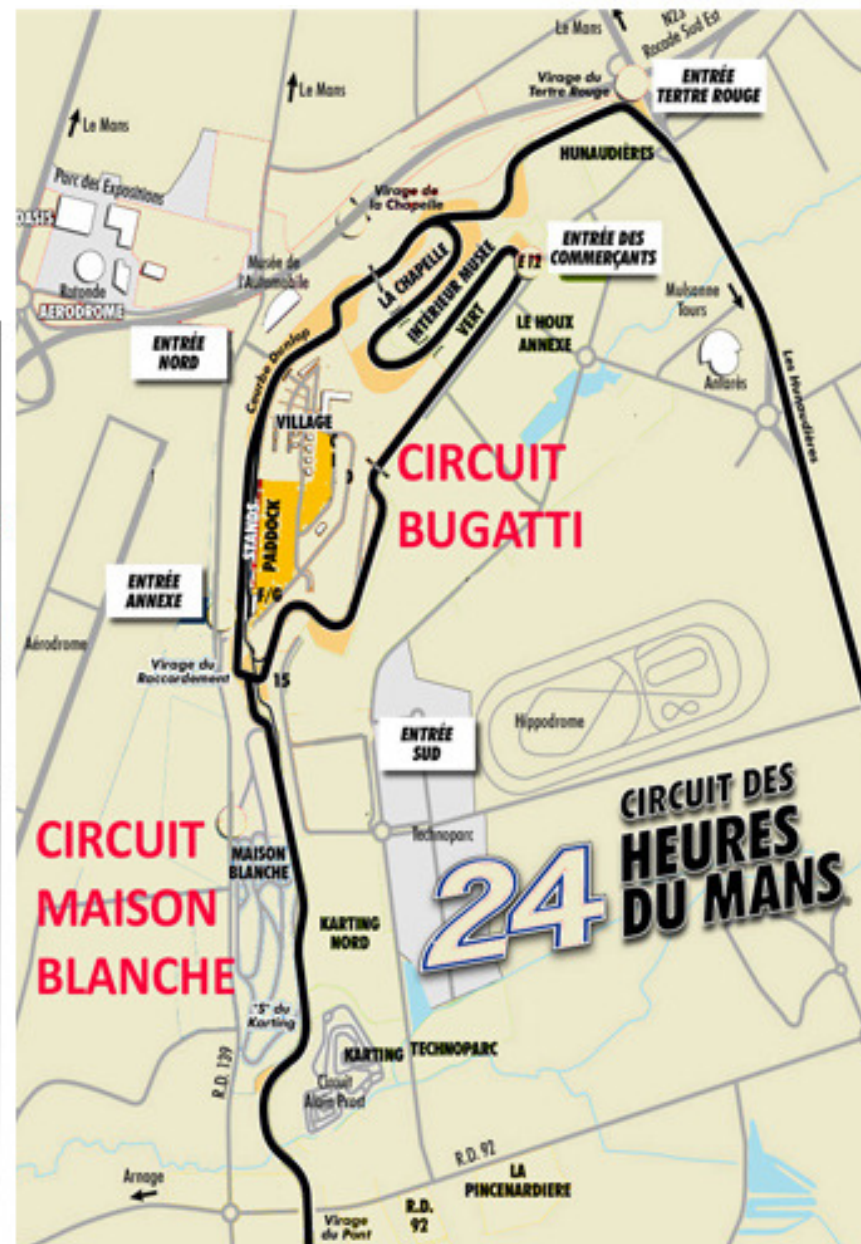 Le Mans
N23
Rocade Sud Est
Virage du
Tertre Rouge
ENTRÉE
TERTRE ROUGE
Le Mans
Le Mans
HUNAUDIÈRES
Parc des Expositions
Virage de
la Chapelle
OASIS
Rotonde
AERODROME
Musée de
l'Automobile
LA CHAPELLE
INTERIEUR MUSÉE
VERT
E 12
ENTRÉE DES
COMMERÇANTS
LE HOUX
ANNEXE
Mulsanne
Tours
Antarès
Les Hunaudières
ENTRÉE
NORD
Courbe Dunlop
VILLAGE
CIRCUIT
BUGATTI
STANDS
PADDOCK
F/G
ENTRÉE
ANNEXE
Aérodrome
Virage du
Raccordement
15
ENTRÉE
SUD
Hippodrome
Technoparc
CIRCUIT DES
24 HEURES
DU MANS
CIRCUIT
MAISON
BLANCHE
MAISON
BLANCHE
KARTING
NORD
"S" du
Karting
R.D. 139
KARTING
TECHNOPARC
Circuit
Alain Prost
Arnage
R.D. 92
LA
PINCENARDIERE
R.D.
92
Virage
du Pont